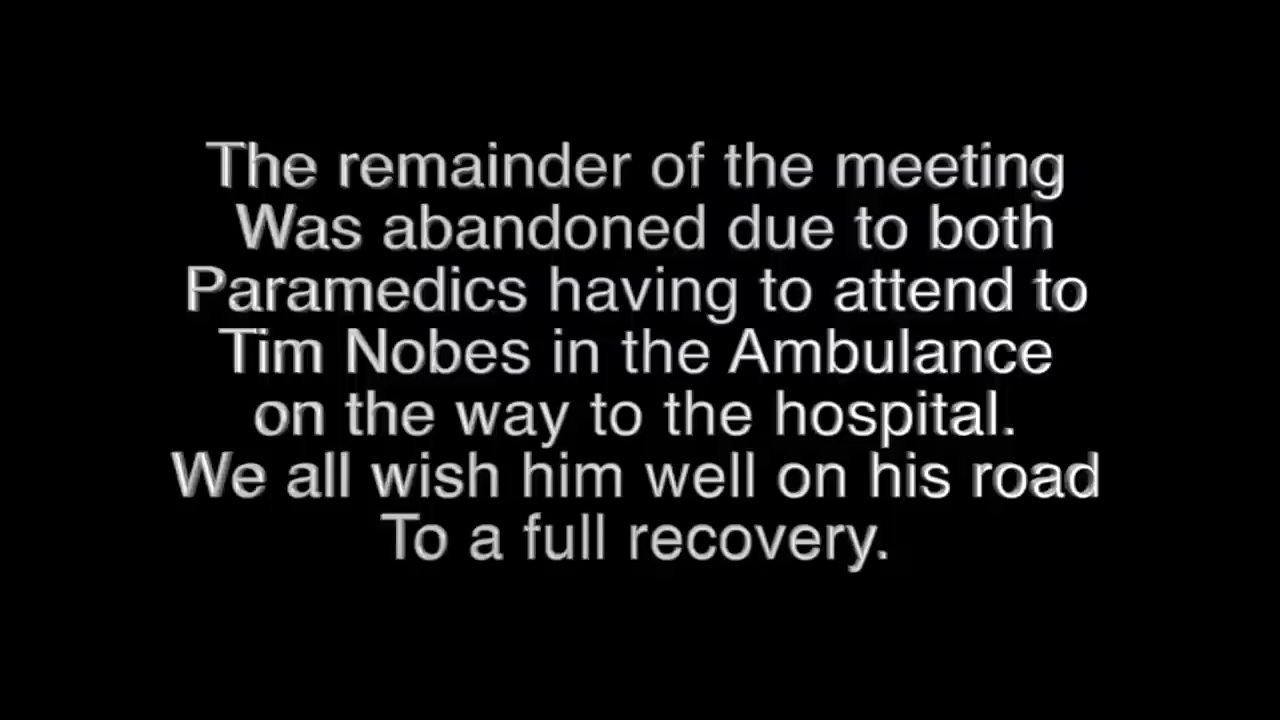 The remainder of the meeting
Was abandoned due to both
Paramedics having to attend to
Tim Nobes in the Ambulance
on the way to the hospital.
We all wish him well on his road
To a full recovery.